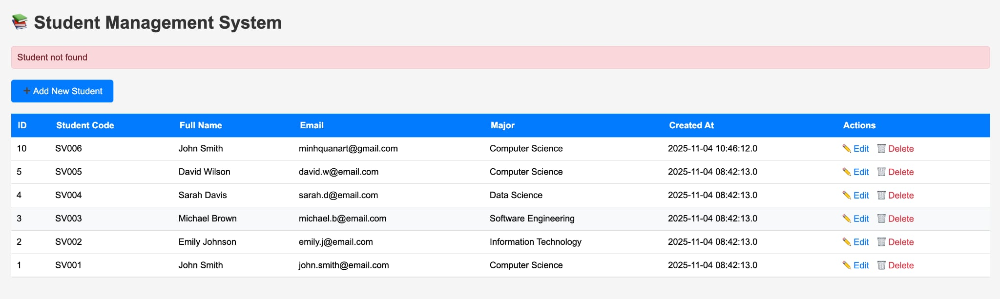 📚 Student Management System
Student not found
➕ Add New Student
ID Student Code Full Name Email Major Created At Actions
10 SV006 John Smith minhquanart@gmail.com Computer Science 2025-11-04 10:46:12.0 ✏️ Edit 🗑️ Delete
5 SV005 David Wilson david.w@email.com Computer Science 2025-11-04 08:42:13.0 ✏️ Edit 🗑️ Delete
4 SV004 Sarah Davis sarah.d@email.com Data Science 2025-11-04 08:42:13.0 ✏️ Edit 🗑️ Delete
3 SV003 Michael Brown michael.b@email.com Software Engineering 2025-11-04 08:42:13.0 ✏️ Edit 🗑️ Delete
2 SV002 Emily Johnson emily.j@email.com Information Technology 2025-11-04 08:42:13.0 ✏️ Edit 🗑️ Delete
1 SV001 John Smith john.smith@email.com Computer Science 2025-11-04 08:42:13.0 ✏️ Edit 🗑️ Delete